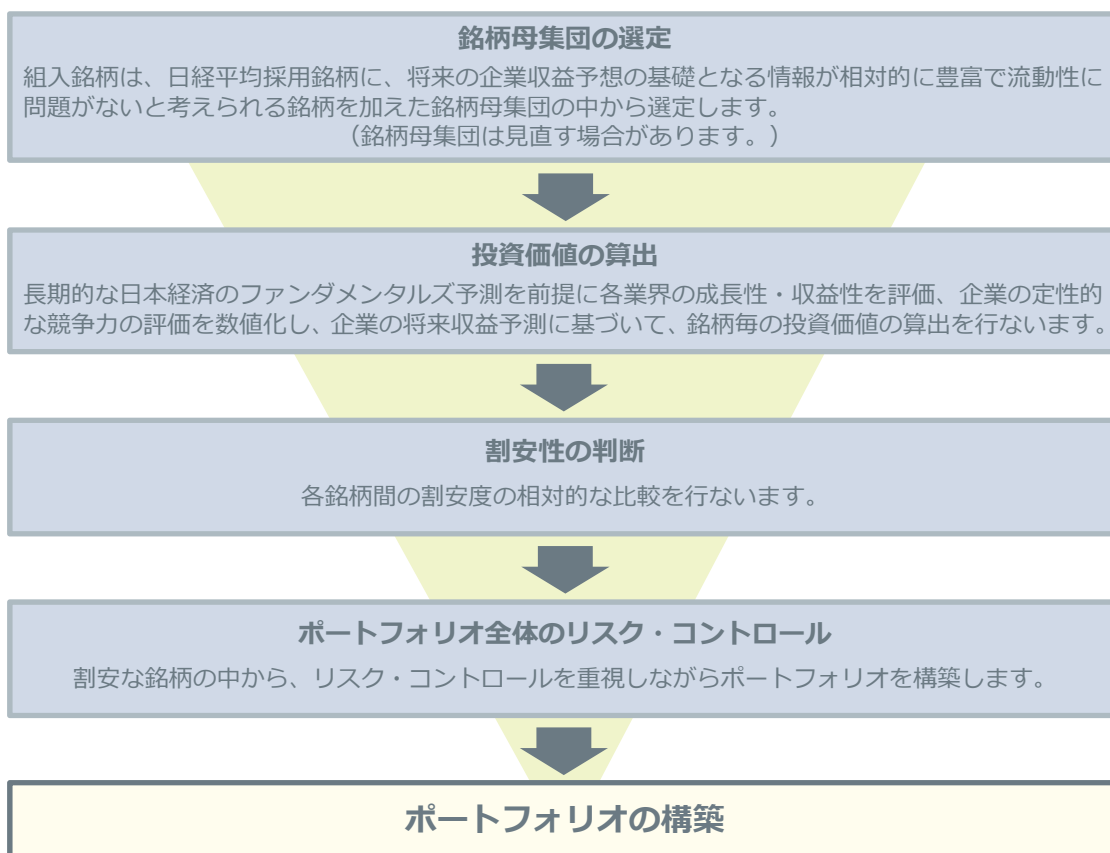 銘柄母集団の選定
組入銘柄は、日経平均採用銘柄に、将来の企業収益予想の基礎となる情報が相対的に豊富で流動性に
問題がないと考えられる銘柄を加えた銘柄母集団の中から選定します。
（銘柄母集団は見直す場合があります。）
投資価値の算出
長期的な日本経済のファンダメンタルズ予測を前提に各業界の成長性・収益性を評価、企業の定性的
な競争力の評価を数値化し、企業の将来収益予測に基づいて、銘柄毎の投資価値の算出を行ないます。
割安性の判断
各銘柄間の割安度の相対的な比較を行ないます。
ポートフォリオ全体のリスク・コントロール
割安な銘柄の中から、リスク・コントロールを重視しながらポートフォリオを構築します。
ポートフォリオの構築